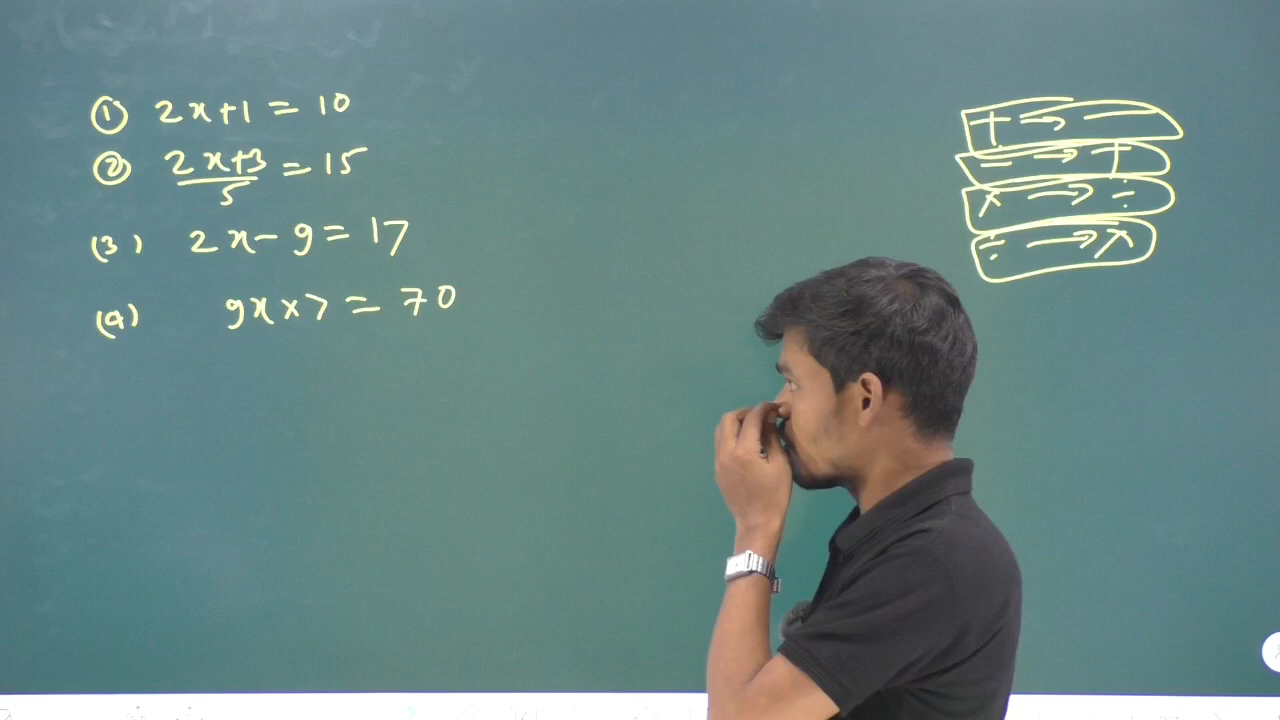 ① 2x+1 = 10
② 2x+3/5 = 15
(3) 2x-9 = 17
(4) 9x×7 = 70
+ → -
- → +
× → ÷
÷ → ×